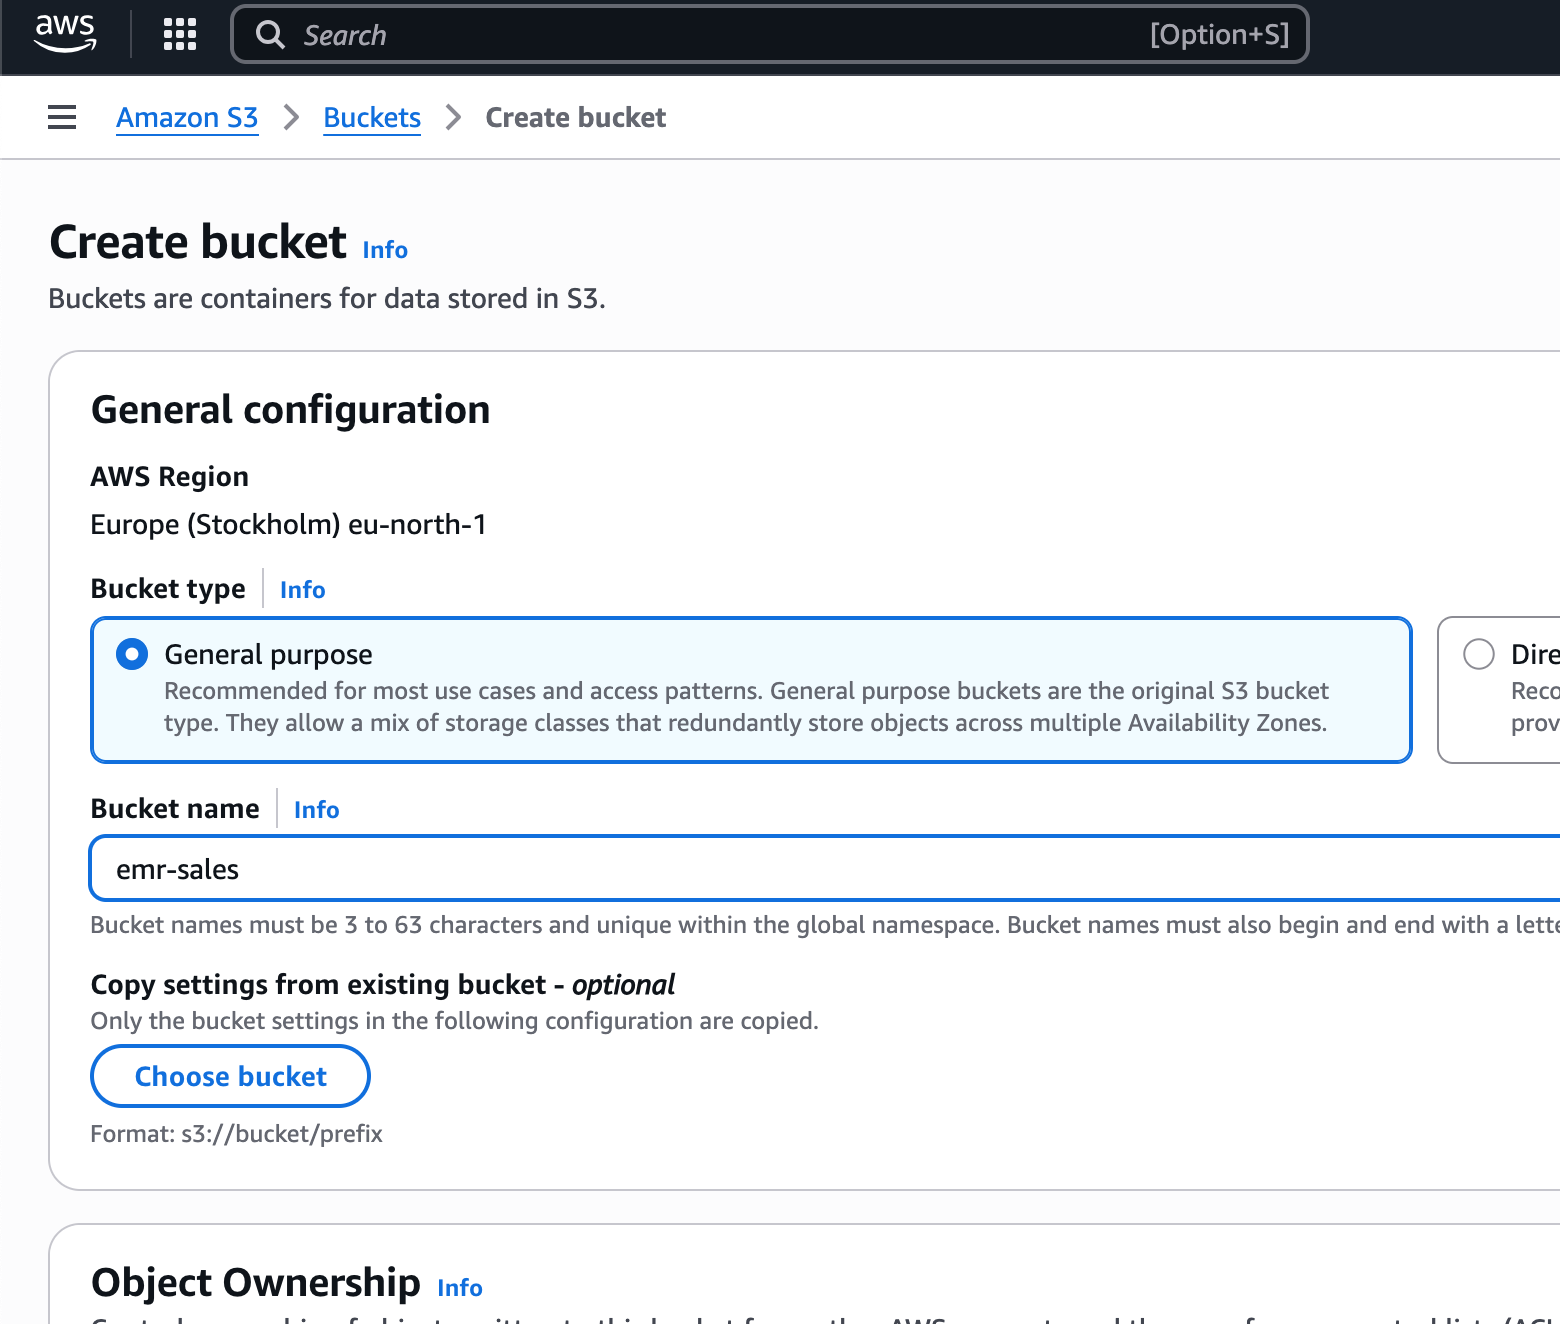 aws
Search
[Option+S]
Amazon S3 > Buckets > Create bucket
Create bucket Info
Buckets are containers for data stored in S3.
General configuration
AWS Region
Europe (Stockholm) eu-north-1
Bucket type Info
General purpose
Recommended for most use cases and access patterns. General purpose buckets are the original S3 bucket
type. They allow a mix of storage classes that redundantly store objects across multiple Availability Zones.
Dire
Reco
prov
Bucket name Info
emr-sales
Bucket names must be 3 to 63 characters and unique within the global namespace. Bucket names must also begin and end with a lette
Copy settings from existing bucket - optional
Only the bucket settings in the following configuration are copied.
Choose bucket
Format: s3://bucket/prefix
Object Ownership Info